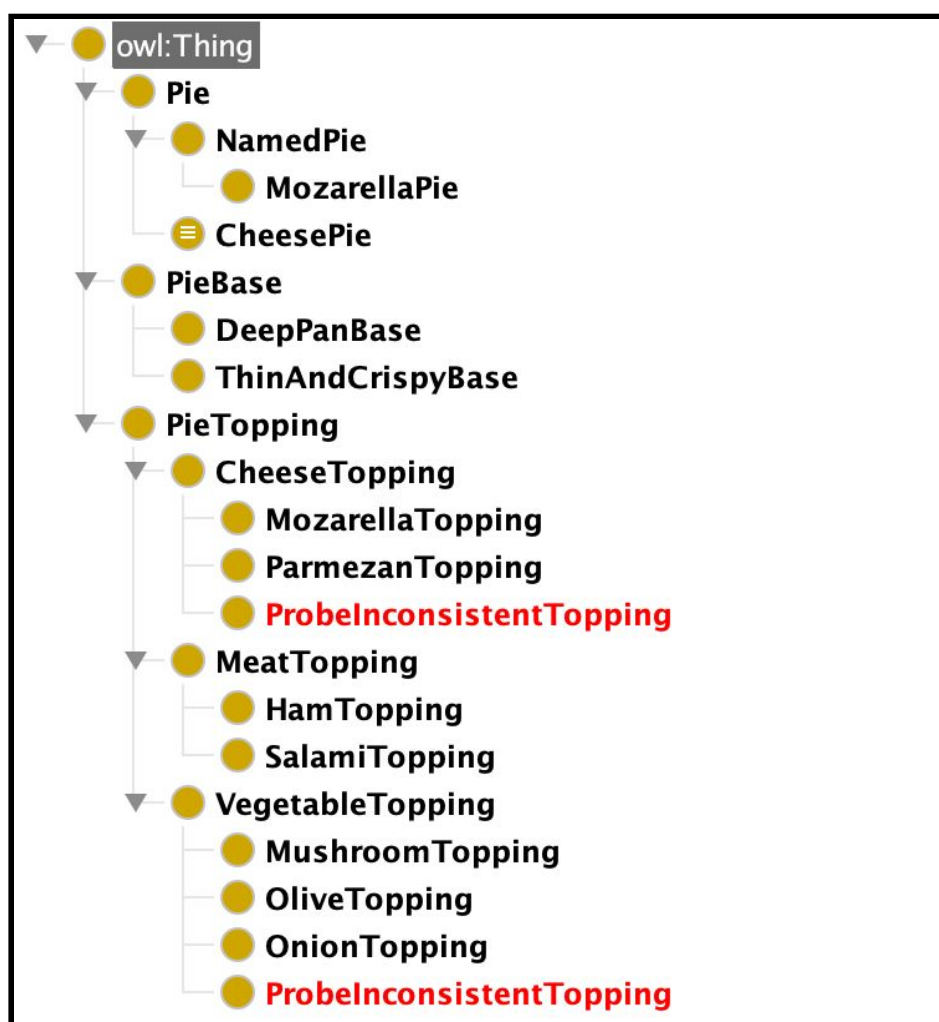 owl:Thing
Pie
NamedPie
MozarellaPie
CheesePie
PieBase
DeepPanBase
ThinAndCrispyBase
PieTopping
CheeseTopping
MozarellaTopping
ParmezanTopping
ProbeInconsistentTopping
MeatTopping
HamTopping
SalamiTopping
VegetableTopping
MushroomTopping
OliveTopping
OnionTopping
ProbeInconsistentTopping